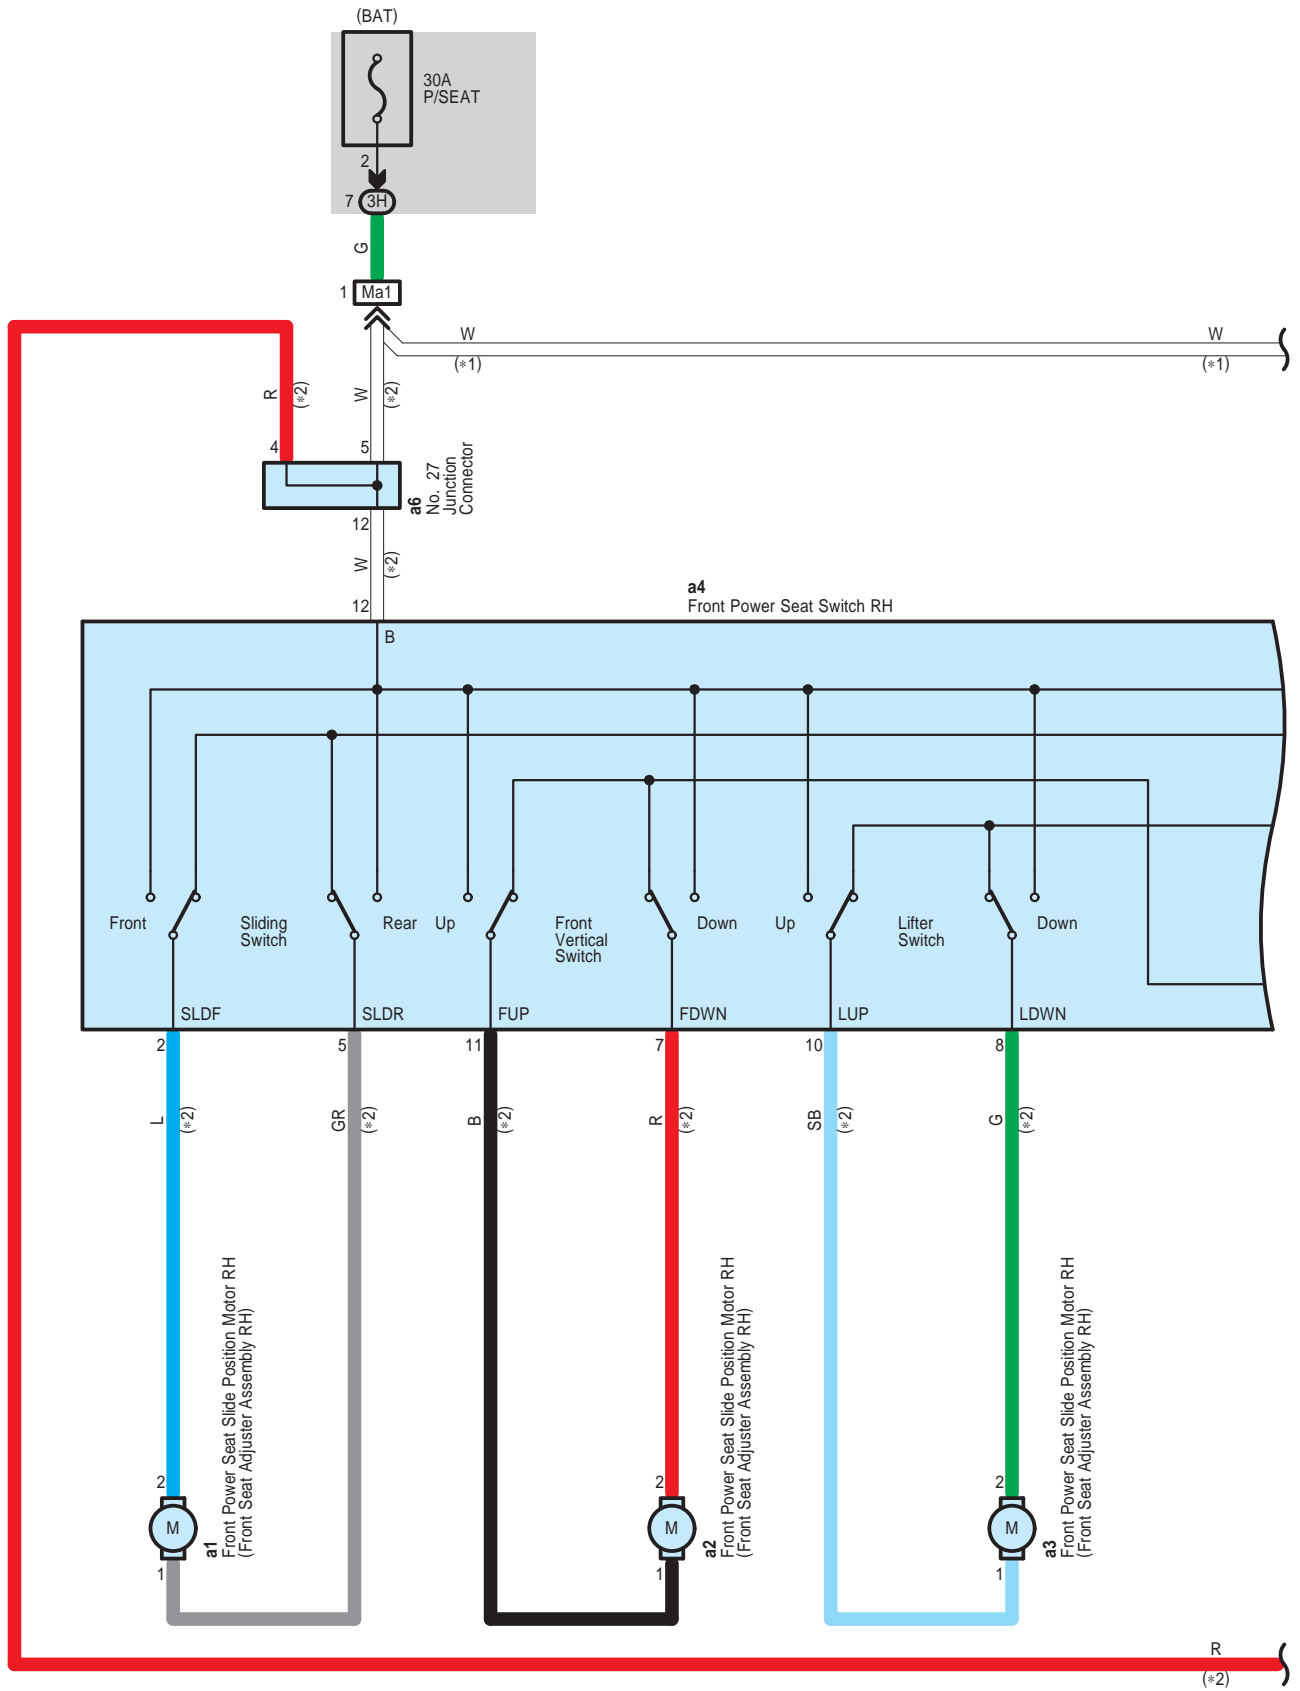 (BAT)
30A
P/SEAT
2
7
3H
G
1
Ma1
W
(*1)
W
(*1)
R
(*2)
W
(*2)
4
5
a6
No. 27
Junction
Connector
12
W
(*2)
12
a4
Front Power Seat Switch RH
B
Front
Sliding
Switch
Rear
Up
Front
Vertical
Switch
Down
Up
Lifter
Switch
Down
SLDF
SLDR
FUP
FDWN
LUP
LDWN
2
5
11
7
10
8
L
(*2)
GR
(*2)
B
(*2)
R
(*2)
SB
(*2)
G
(*2)
2
M
1
a1
Front Power Seat Slide Position Motor RH
(Front Seat Adjuster Assembly RH)
2
M
1
a2
Front Power Seat Slide Position Motor RH
(Front Seat Adjuster Assembly RH)
2
M
1
a3
Front Power Seat Slide Position Motor RH
(Front Seat Adjuster Assembly RH)
R
(*2)